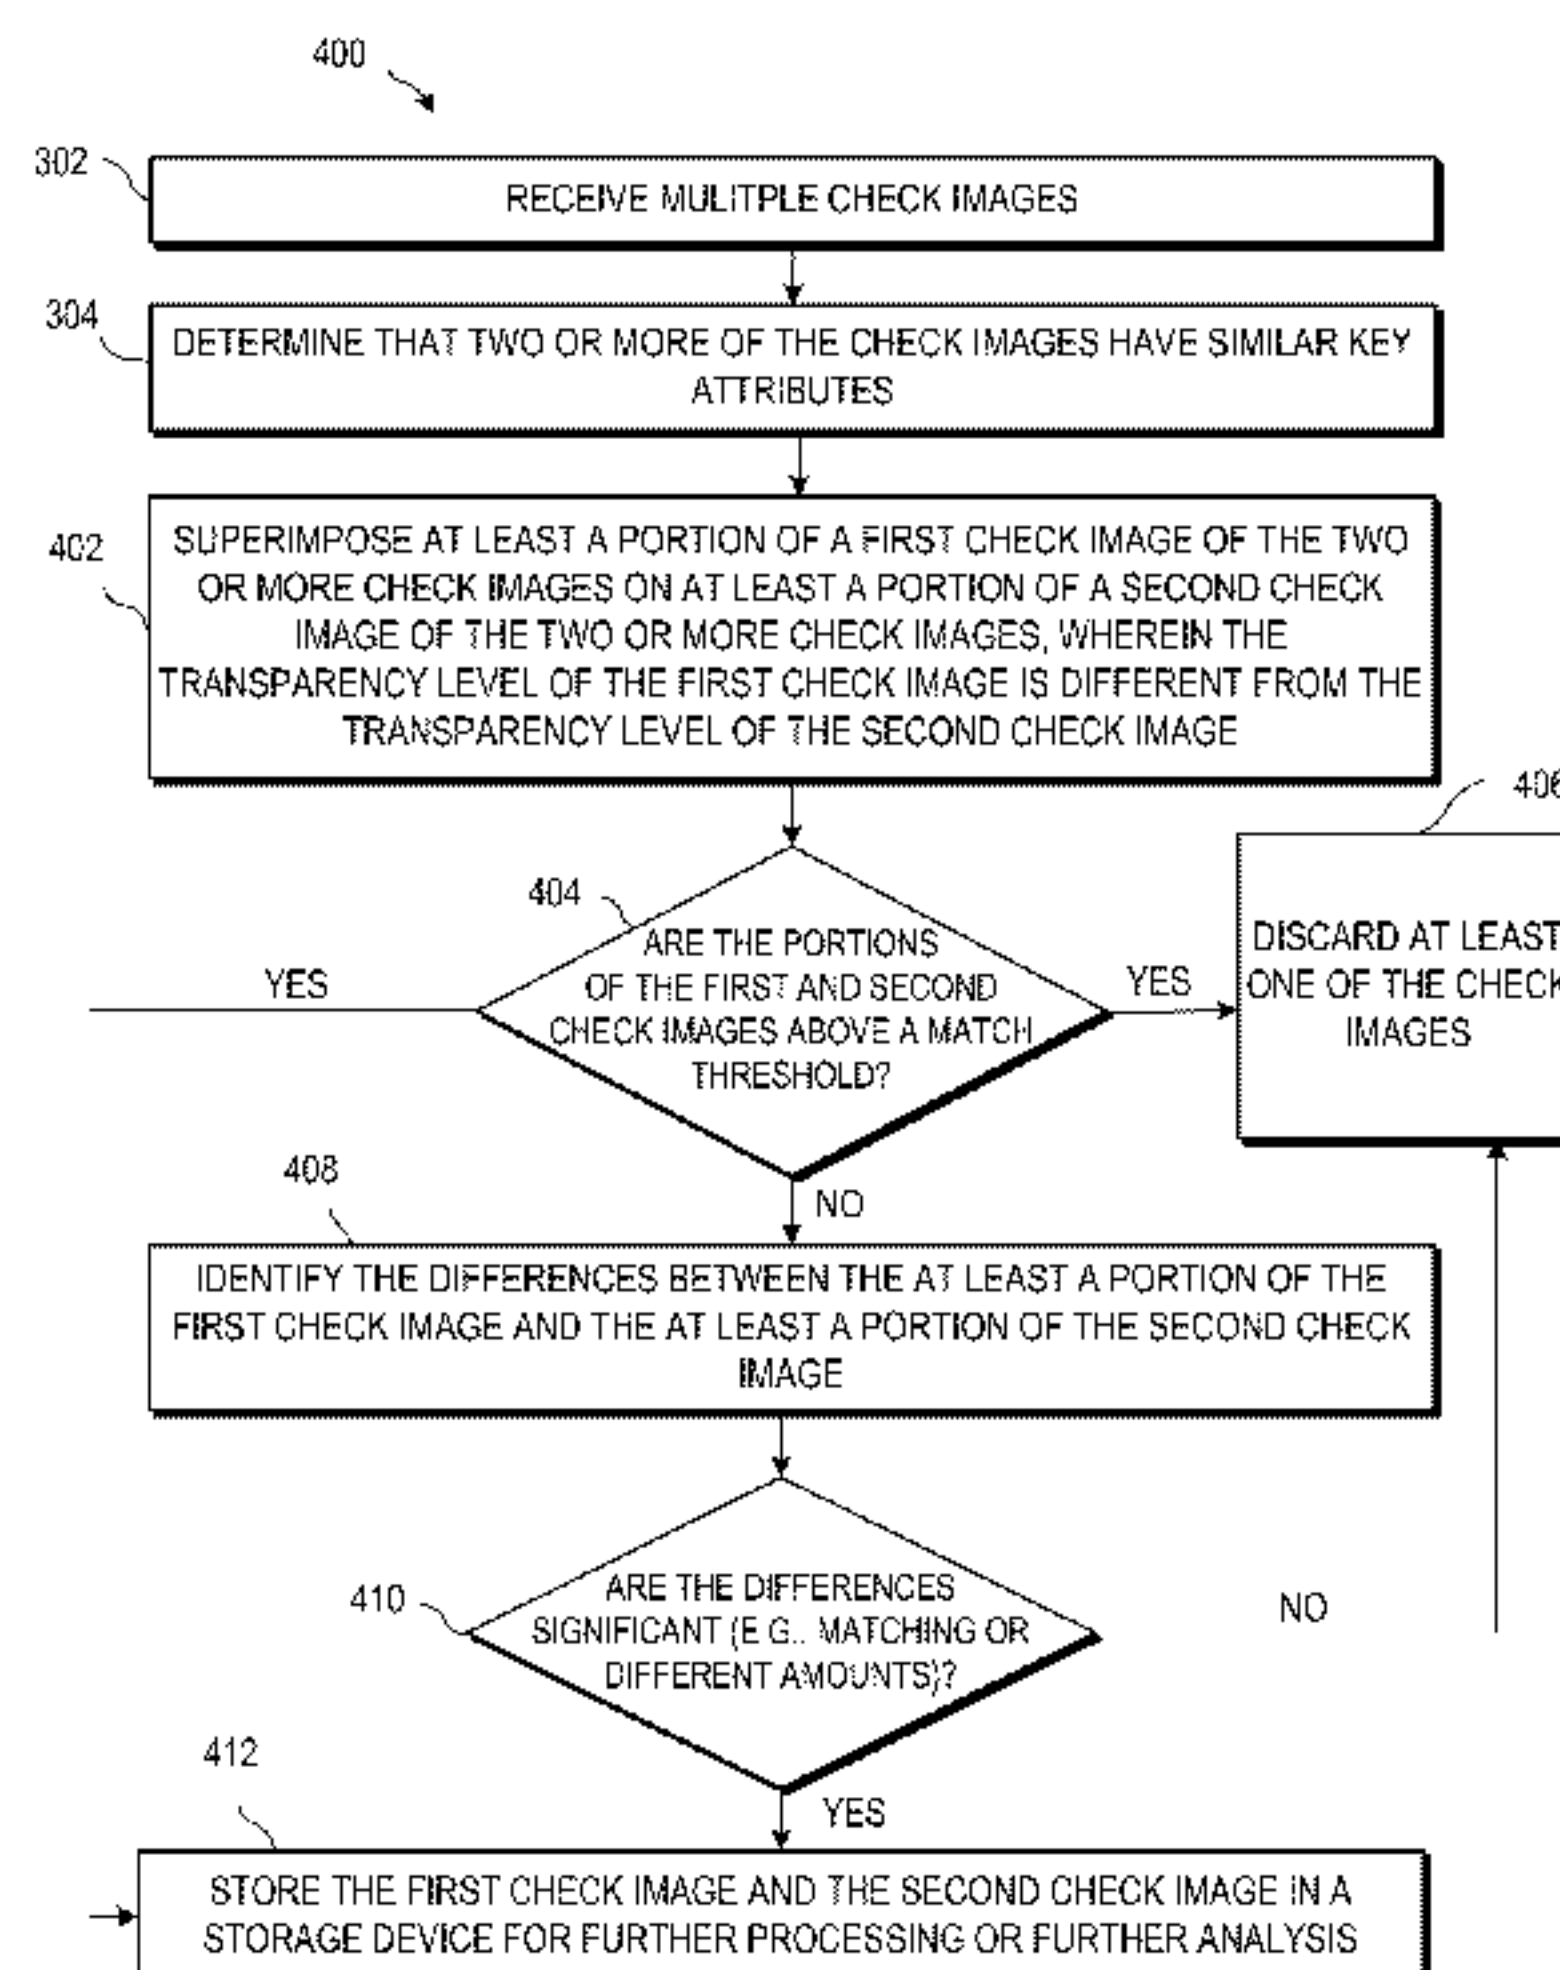 400
302
RECEIVE MULITPLE CHECK IMAGES
304
DETERMINE THAT TWO OR MORE OF THE CHECK IMAGES HAVE SIMILAR KEY
ATTRIBUTES
402
SUPERIMPOSE AT LEAST A PORTION OF A FIRST CHECK IMAGE OF THE TWO
OR MORE CHECK IMAGES ON AT LEAST A PORTION OF A SECOND CHECK
IMAGE OF THE TWO OR MORE CHECK IMAGES, WHEREIN THE
TRANSPARENCY LEVEL OF THE FIRST CHECK IMAGE IS DIFFERENT FROM THE
TRANSPARENCY LEVEL OF THE SECOND CHECK IMAGE
404
ARE THE PORTIONS
OF THE FIRST AND SECOND
CHECK IMAGES ABOVE A MATCH
THRESHOLD?
YES
YES
406
DISCARD AT LEAST
ONE OF THE CHECK
IMAGES
NO
408
IDENTIFY THE DIFFERENCES BETWEEN THE AT LEAST A PORTION OF THE
FIRST CHECK IMAGE AND THE AT LEAST A PORTION OF THE SECOND CHECK
IMAGE
410
ARE THE DIFFERENCES
SIGNIFICANT (E.G., MATCHING OR
DIFFERENT AMOUNTS)?
NO
YES
412
STORE THE FIRST CHECK IMAGE AND THE SECOND CHECK IMAGE IN A
STORAGE DEVICE FOR FURTHER PROCESSING OR FURTHER ANALYSIS